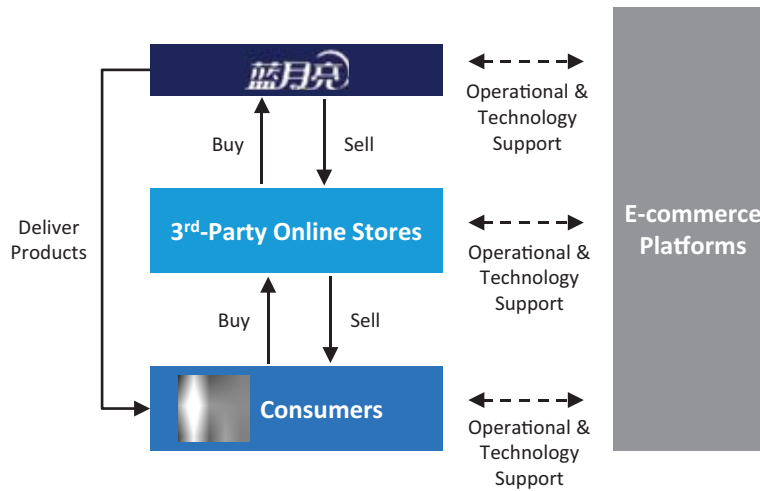 蓝月亮
Operational &
Technology
Support
Buy
Sell
Deliver
Products
3rd-Party Online Stores
Operational &
Technology
Support
E-commerce
Platforms
Buy
Sell
Consumers
Operational &
Technology
Support